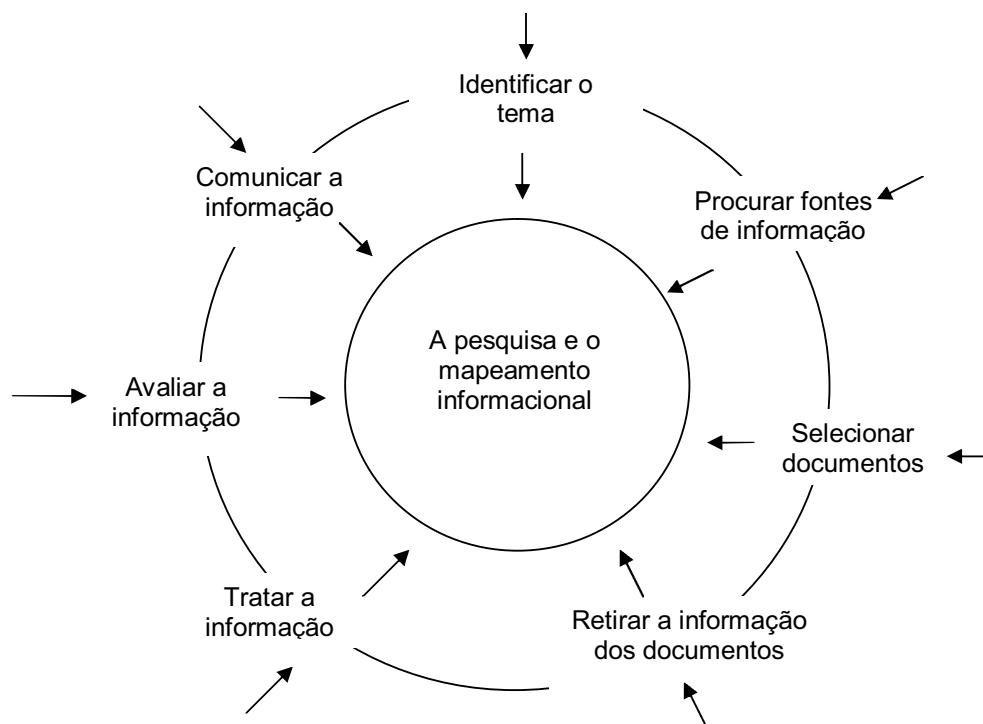 Identificar o
tema
Procurar fontes
de informação
Selecionar
documentos
Retirar a informação
dos documentos
Tratar a
informação
Avaliar a
informação
Comunicar a
informação
A pesquisa e o
mapeamento
informacional